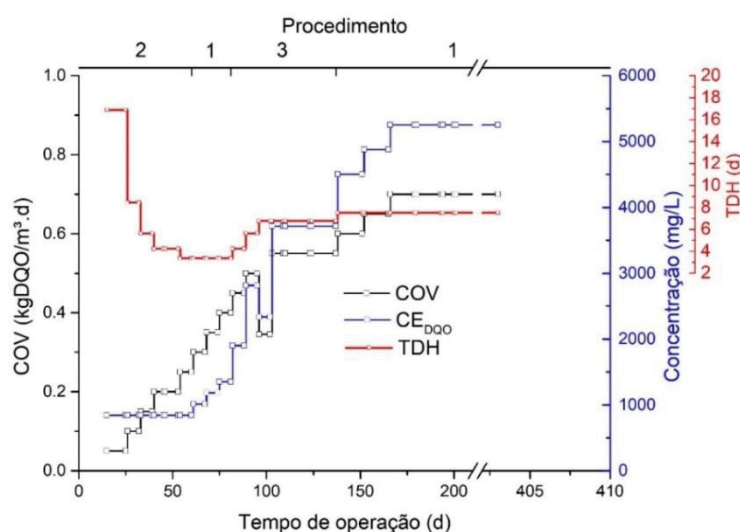 Procedimento
2 1 3 1
1.0
0.8
0.6
0.4
0.2
0.0
COV (kgDQO/m³.d)
6000
5000
4000
3000
2000
1000
0
Concentração (mg/L)
20
18
16
14
12
10
8
6
4
2
TDH (d)
COV
CE_DQO
TDH
0 50 100 150 200 405 410
Tempo de operação (d)